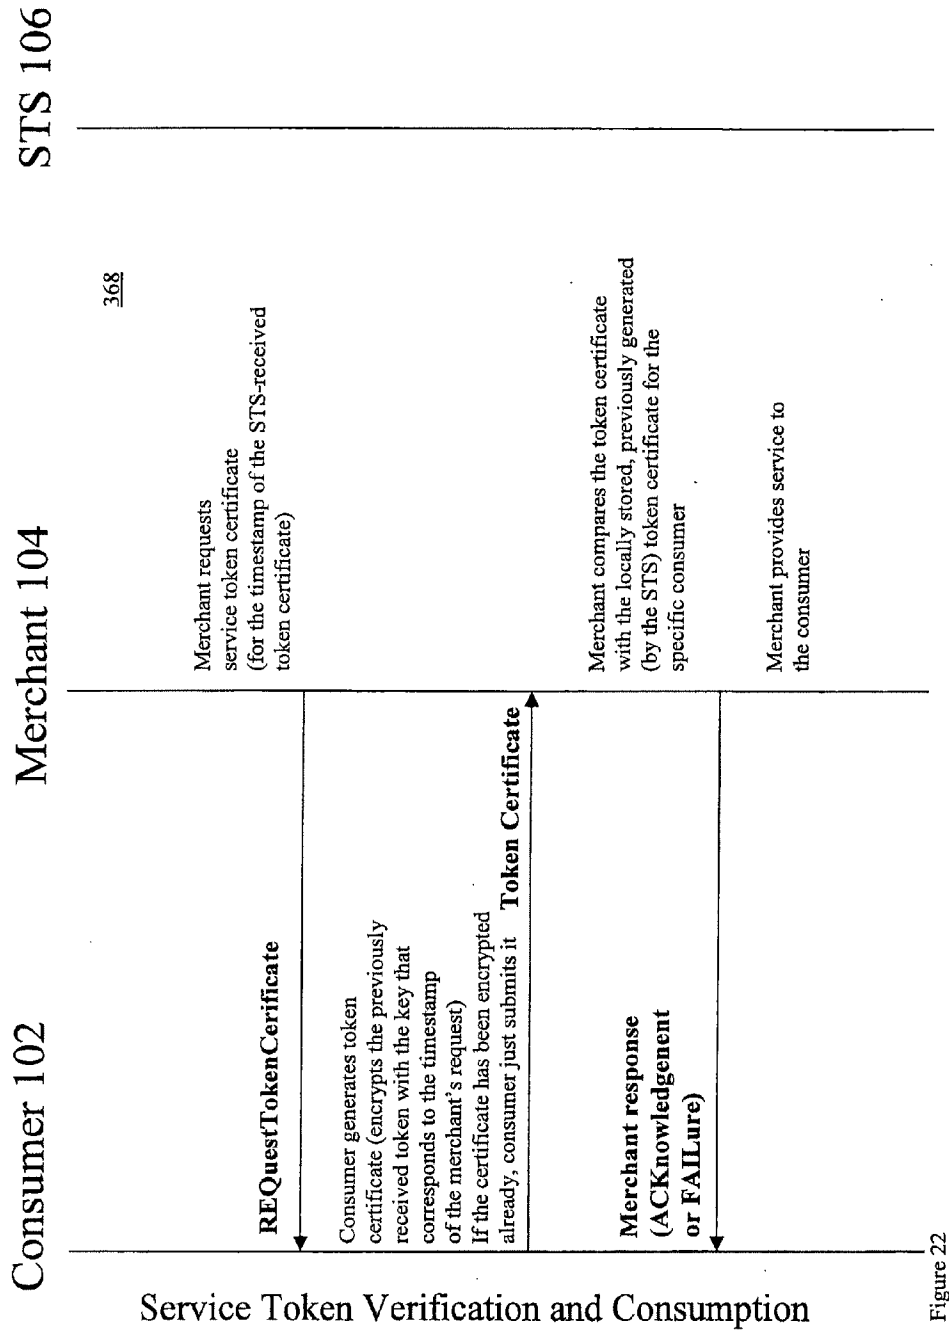 Service Token Verification and Consumption
Consumer 102
Merchant 104
STS 106
368
Merchant requests
service token certificate
(for the timestamp of the STS-received
token certificate)
REQuestTokenCerificate
Consumer generates token
certificate (encrypts the previously
received token with the key that
corresponds to the timestamp
of the merchant's request)
If the certificate has been encrypted
already, consumer just submits it
Token Certificate
Merchant compares the token certificate
with the locally stored, previously generated
(by the STS) token certificate for the
specific consumer
Merchant response
(ACKnowledgenent
or FAILure)
Merchant provides service to
the consumer
Figure 22